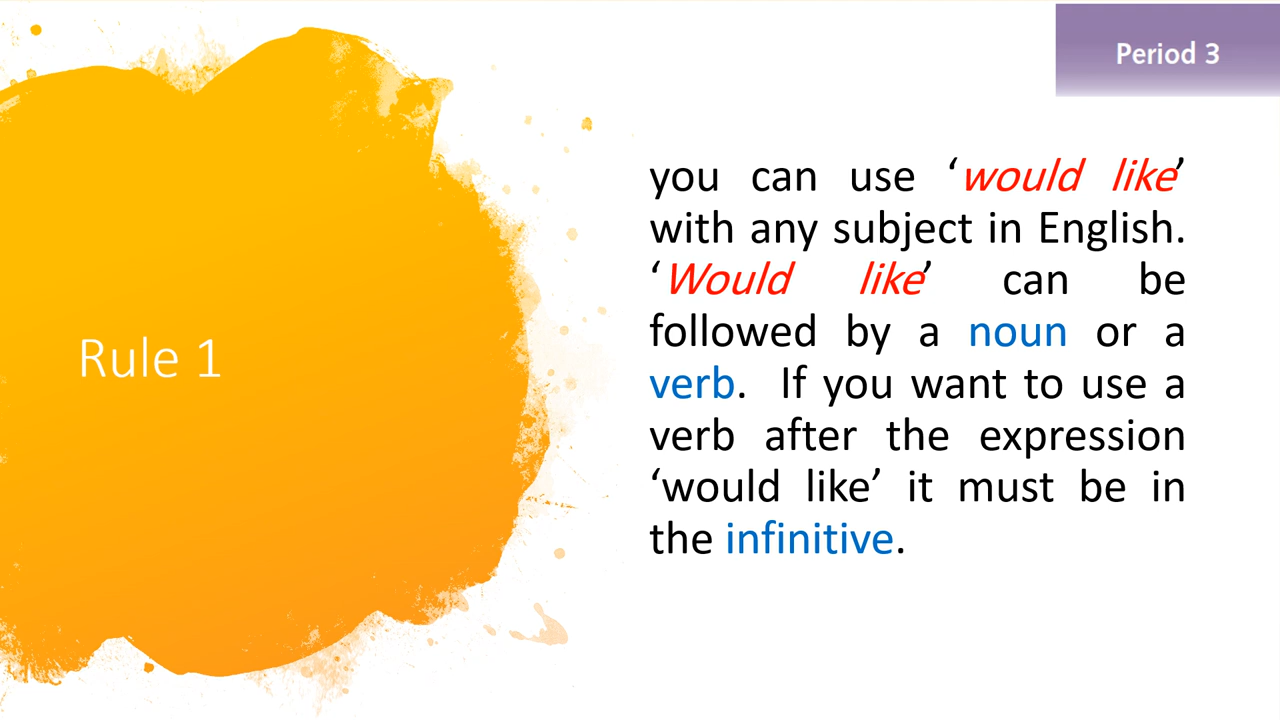 Period 3
Rule 1
you can use ‘would like’
with any subject in English.
‘Would like’ can be
followed by a noun or a
verb.  If you want to use a
verb after the expression
‘would like’ it must be in
the infinitive.